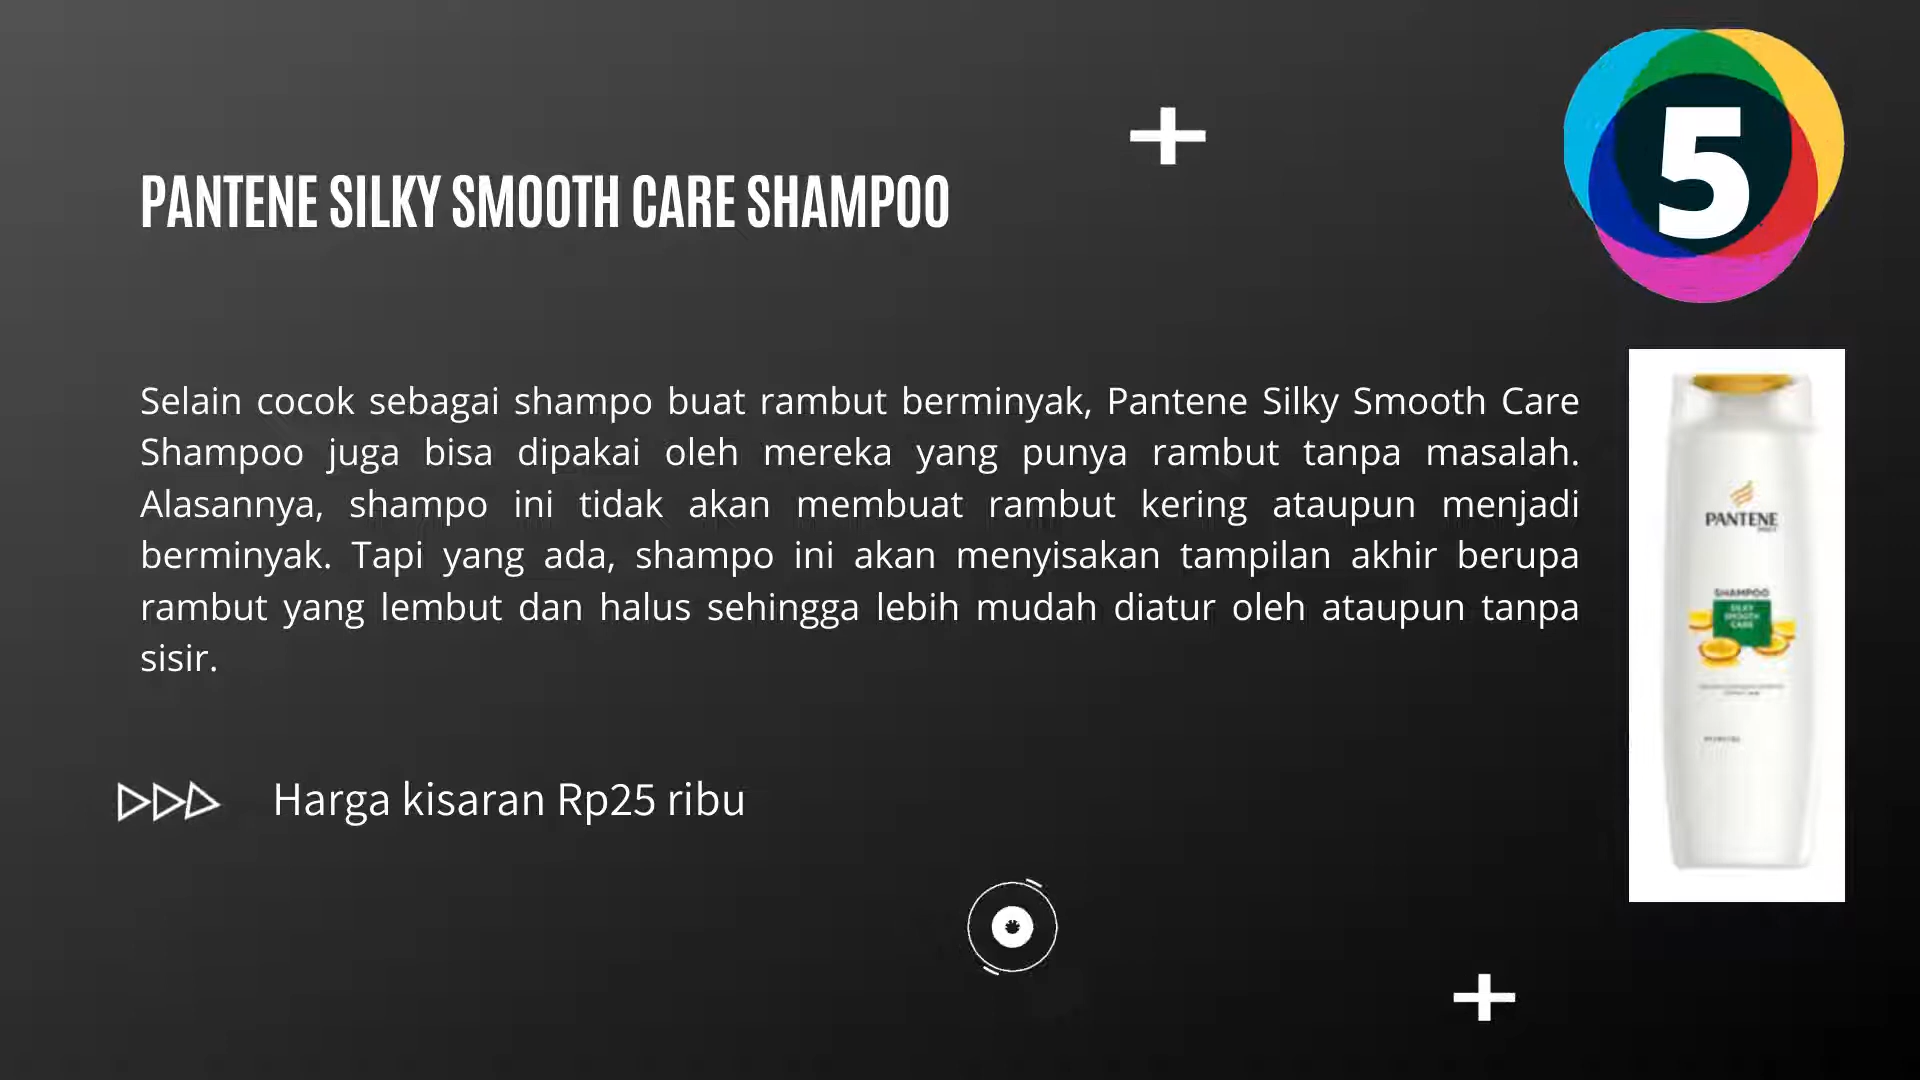 5
PANTENE SILKY SMOOTH CARE SHAMPOO
Selain cocok sebagai shampo buat rambut berminyak, Pantene Silky Smooth Care
Shampoo juga bisa dipakai oleh mereka yang punya rambut tanpa masalah.
Alasannya, shampo ini tidak akan membuat rambut kering ataupun menjadi
berminyak. Tapi yang ada, shampo ini akan menyisakan tampilan akhir berupa
rambut yang lembut dan halus sehingga lebih mudah diatur oleh ataupun tanpa
sisir.
Harga kisaran Rp25 ribu
PANTENE
SHAMPOO
SILKY
SMOOTH
CARE